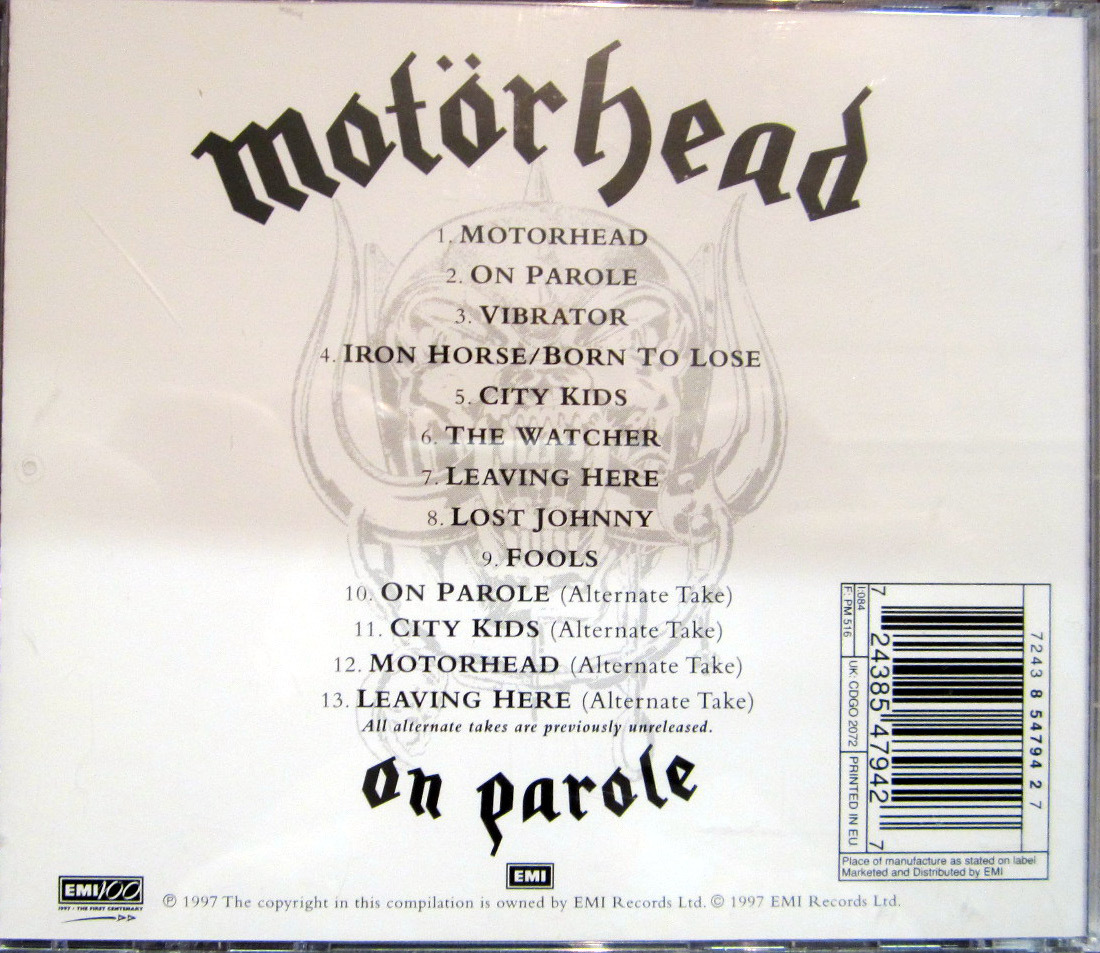 motörhead
1. MOTORHEAD
2. ON PAROLE
3. VIBRATOR
4. IRON HORSE/BORN TO LOSE
5. CITY KIDS
6. THE WATCHER
7. LEAVING HERE
8. LOST JOHNNY
9. FOOLS
10. ON PAROLE (Alternate Take)
11. CITY KIDS (Alternate Take)
12. MOTORHEAD (Alternate Take)
13. LEAVING HERE (Alternate Take)
All alternate takes are previously unreleased.
on parole
7243 8 54794 2 7
7 24385 47942 7
I:084
F: PM 516
UK: CDGO 2072
PRINTED IN EU
Place of manufacture as stated on label
Marketed and Distributed by EMI
EMI
EMI 100
1997 · THE FIRST CENTENARY
℗ 1997 The copyright in this compilation is owned by EMI Records Ltd. © 1997 EMI Records Ltd.